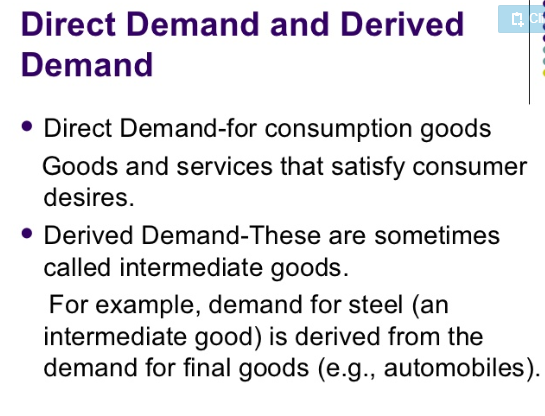 Direct Demand and Derived
Demand
• Direct Demand-for consumption goods
Goods and services that satisfy consumer
desires.
• Derived Demand-These are sometimes
called intermediate goods.
For example, demand for steel (an
intermediate good) is derived from the
demand for final goods (e.g., automobiles).